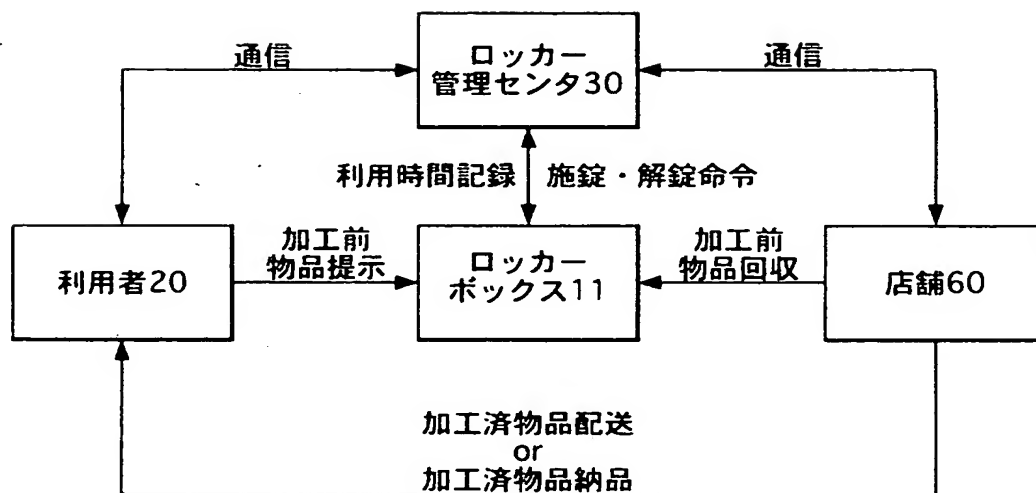 通信
ロッカー
管理センタ30
通信
利用時間記録
施錠・解錠命令
利用者20
加工前
物品提示
ロッカー
ボックス11
加工前
物品回収
店舗60
加工済物品配送
or
加工済物品納品